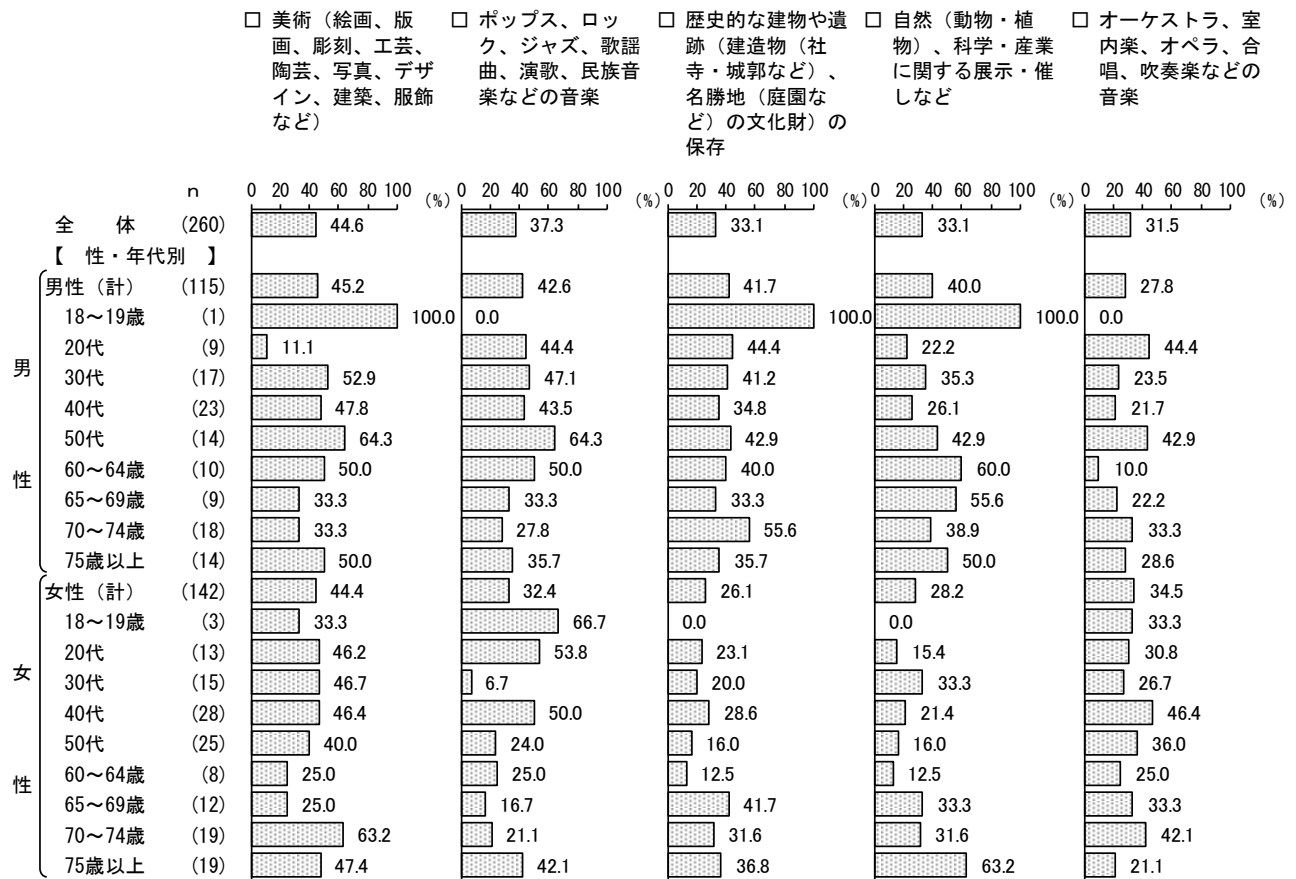 □ 美術（絵画、版画、彫刻、工芸、陶芸、写真、デザイン、建築、服飾など）
□ ポップス、ロック、ジャズ、歌謡曲、演歌、民族音楽などの音楽
□ 歴史的な建物や遺跡（建造物（社寺・城郭など）、名勝地（庭園など）の文化財）の保存
□ 自然（動物・植物）、科学・産業に関する展示・催しなど
□ オーケストラ、室内楽、オペラ、合唱、吹奏楽などの音楽
n 0 20 40 60 80 100 (%) 0 20 40 60 80 100 (%) 0 20 40 60 80 100 (%) 0 20 40 60 80 100 (%) 0 20 40 60 80 100 (%)
全体 (260) 44.6 37.3 33.1 33.1 31.5
【 性・年代別 】
男性
男性（計） (115) 45.2 42.6 41.7 40.0 27.8
18～19歳 (1) 100.0 0.0 100.0 100.0 0.0
20代 (9) 11.1 44.4 44.4 22.2 44.4
30代 (17) 52.9 47.1 41.2 35.3 23.5
40代 (23) 47.8 43.5 34.8 26.1 21.7
50代 (14) 64.3 64.3 42.9 42.9 42.9
60～64歳 (10) 50.0 50.0 40.0 60.0 10.0
65～69歳 (9) 33.3 33.3 33.3 55.6 22.2
70～74歳 (18) 33.3 27.8 55.6 38.9 33.3
75歳以上 (14) 50.0 35.7 35.7 50.0 28.6
女性
女性（計） (142) 44.4 32.4 26.1 28.2 34.5
18～19歳 (3) 33.3 66.7 0.0 0.0 33.3
20代 (13) 46.2 53.8 23.1 15.4 30.8
30代 (15) 46.7 6.7 20.0 33.3 26.7
40代 (28) 46.4 50.0 28.6 21.4 46.4
50代 (25) 40.0 24.0 16.0 16.0 36.0
60～64歳 (8) 25.0 25.0 12.5 12.5 25.0
65～69歳 (12) 25.0 16.7 41.7 33.3 33.3
70～74歳 (19) 63.2 21.1 31.6 31.6 42.1
75歳以上 (19) 47.4 42.1 36.8 63.2 21.1